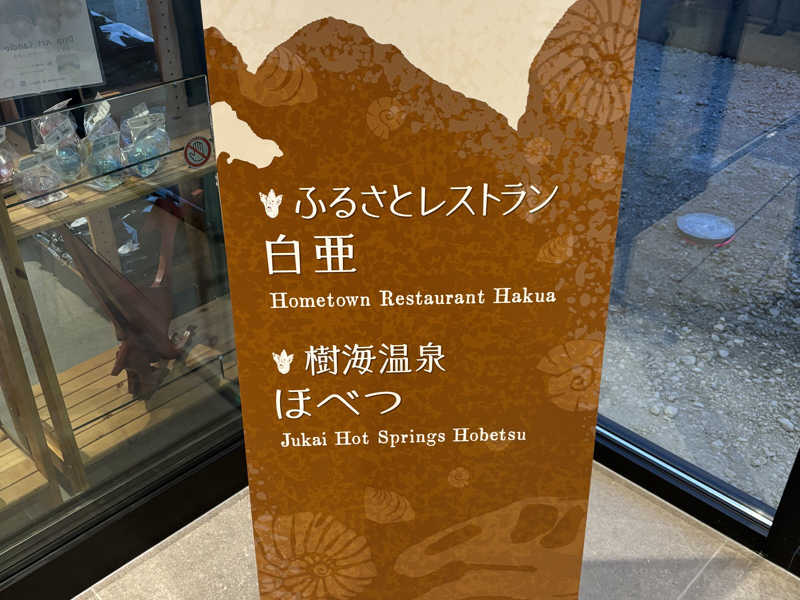 ふるさとレストラン
白亜
Hometown Restaurant Hakua
樹海温泉
ほべつ
Jukai Hot Springs Hobetsu